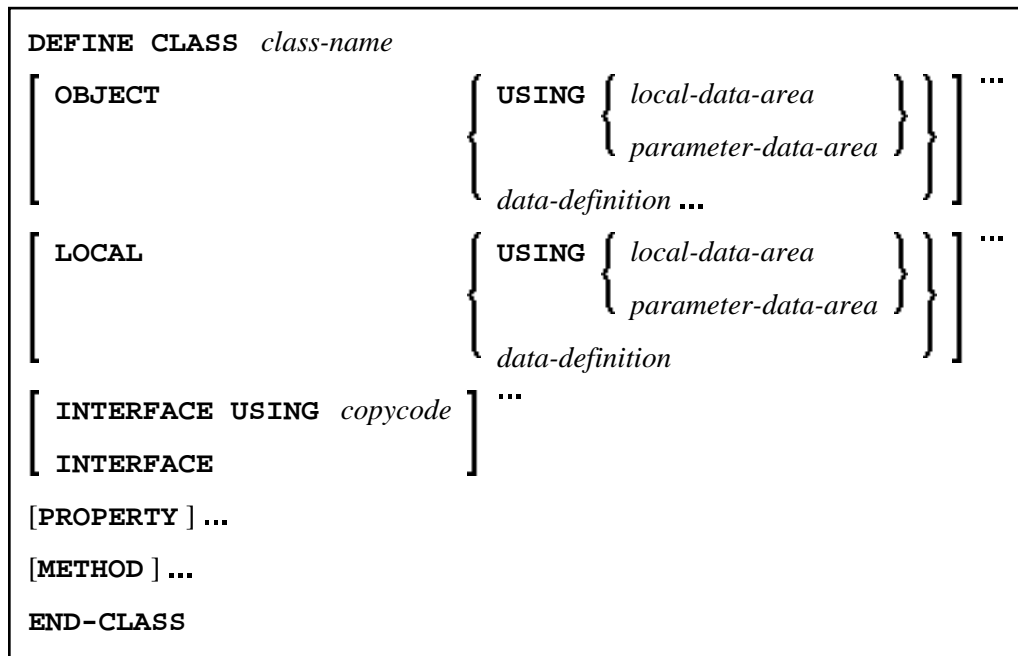 DEFINE CLASS class-name
OBJECT USING local-data-area
parameter-data-area
data-definition ...
LOCAL USING local-data-area
parameter-data-area
data-definition
INTERFACE USING copycode
INTERFACE
[PROPERTY ] ...
[METHOD ] ...
END-CLASS